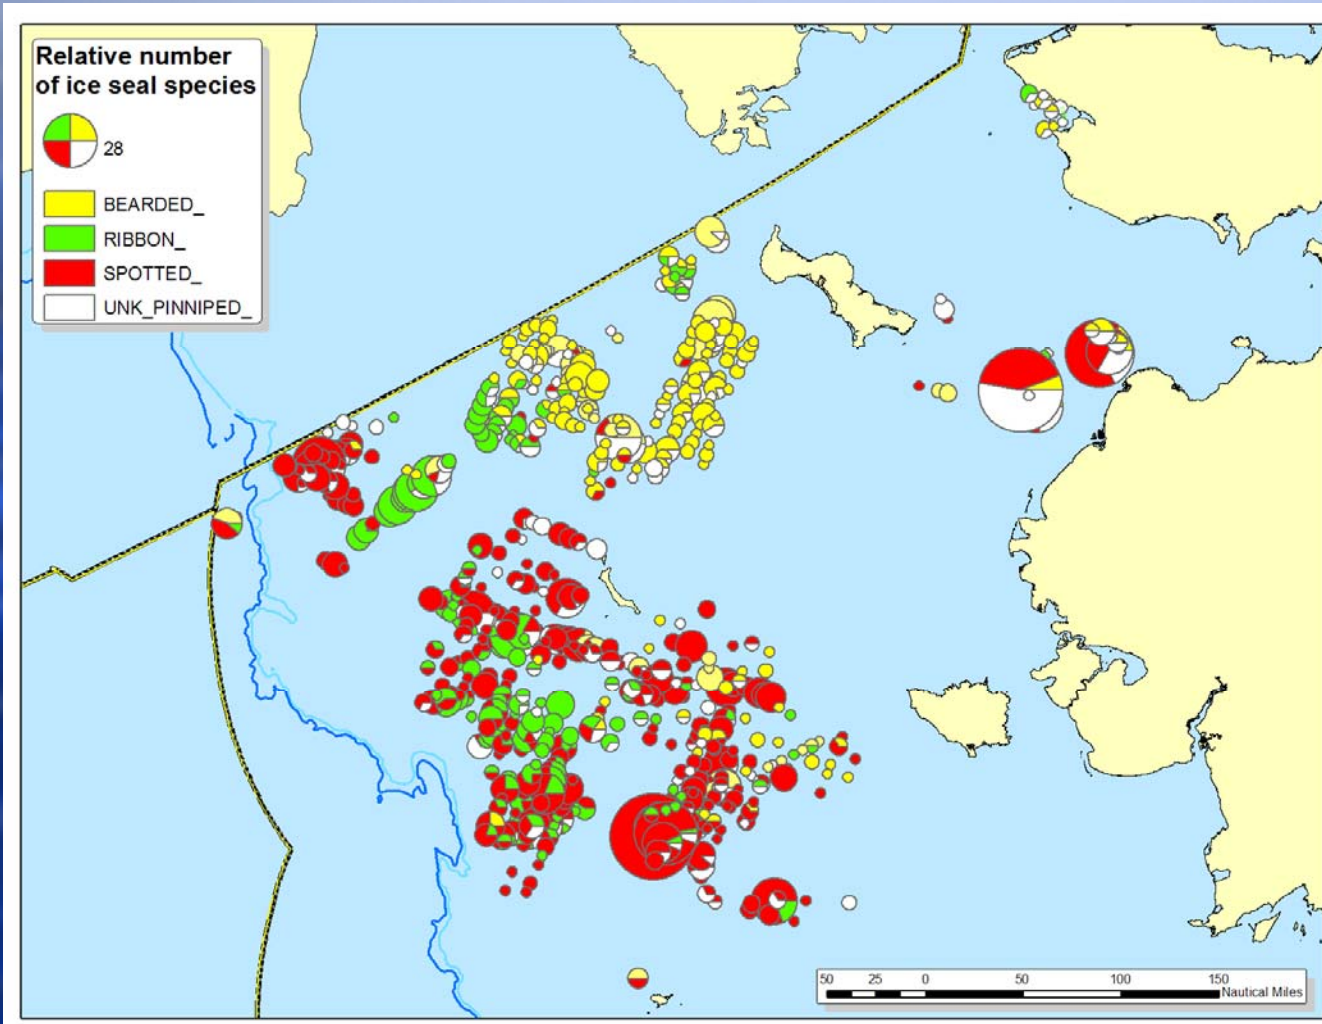 Relative number
of ice seal species
28
BEARDED_
RIBBON_
SPOTTED_
UNK_PINNIPED_
50 25 0 50 100 150
Nautical Miles